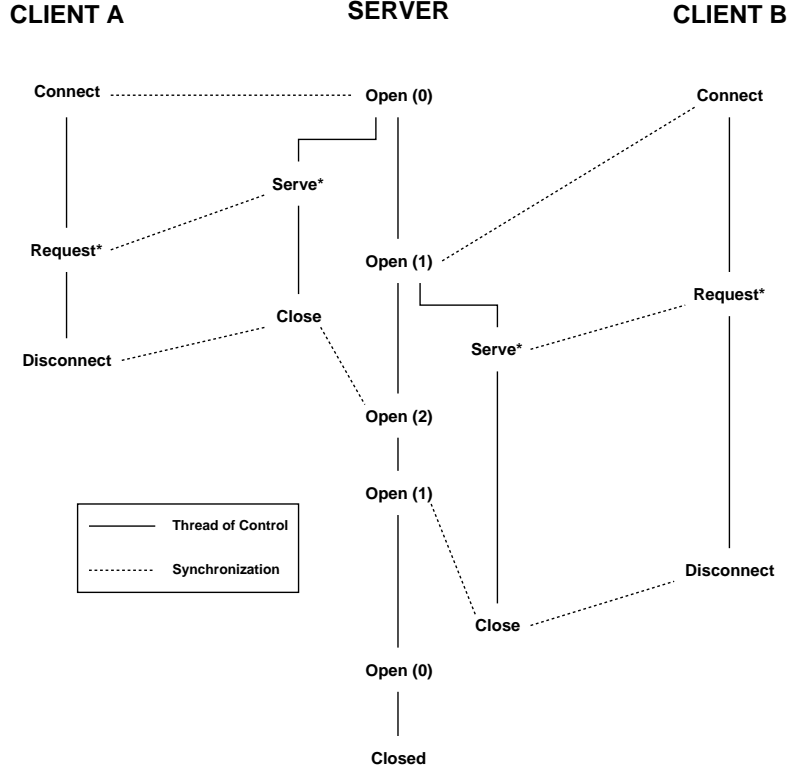 CLIENT A
SERVER
CLIENT B
Connect
Open (0)
Connect
Serve*
Request*
Open (1)
Request*
Close
Serve*
Disconnect
Open (2)
Open (1)
Thread of Control
Synchronization
Disconnect
Close
Open (0)
Closed